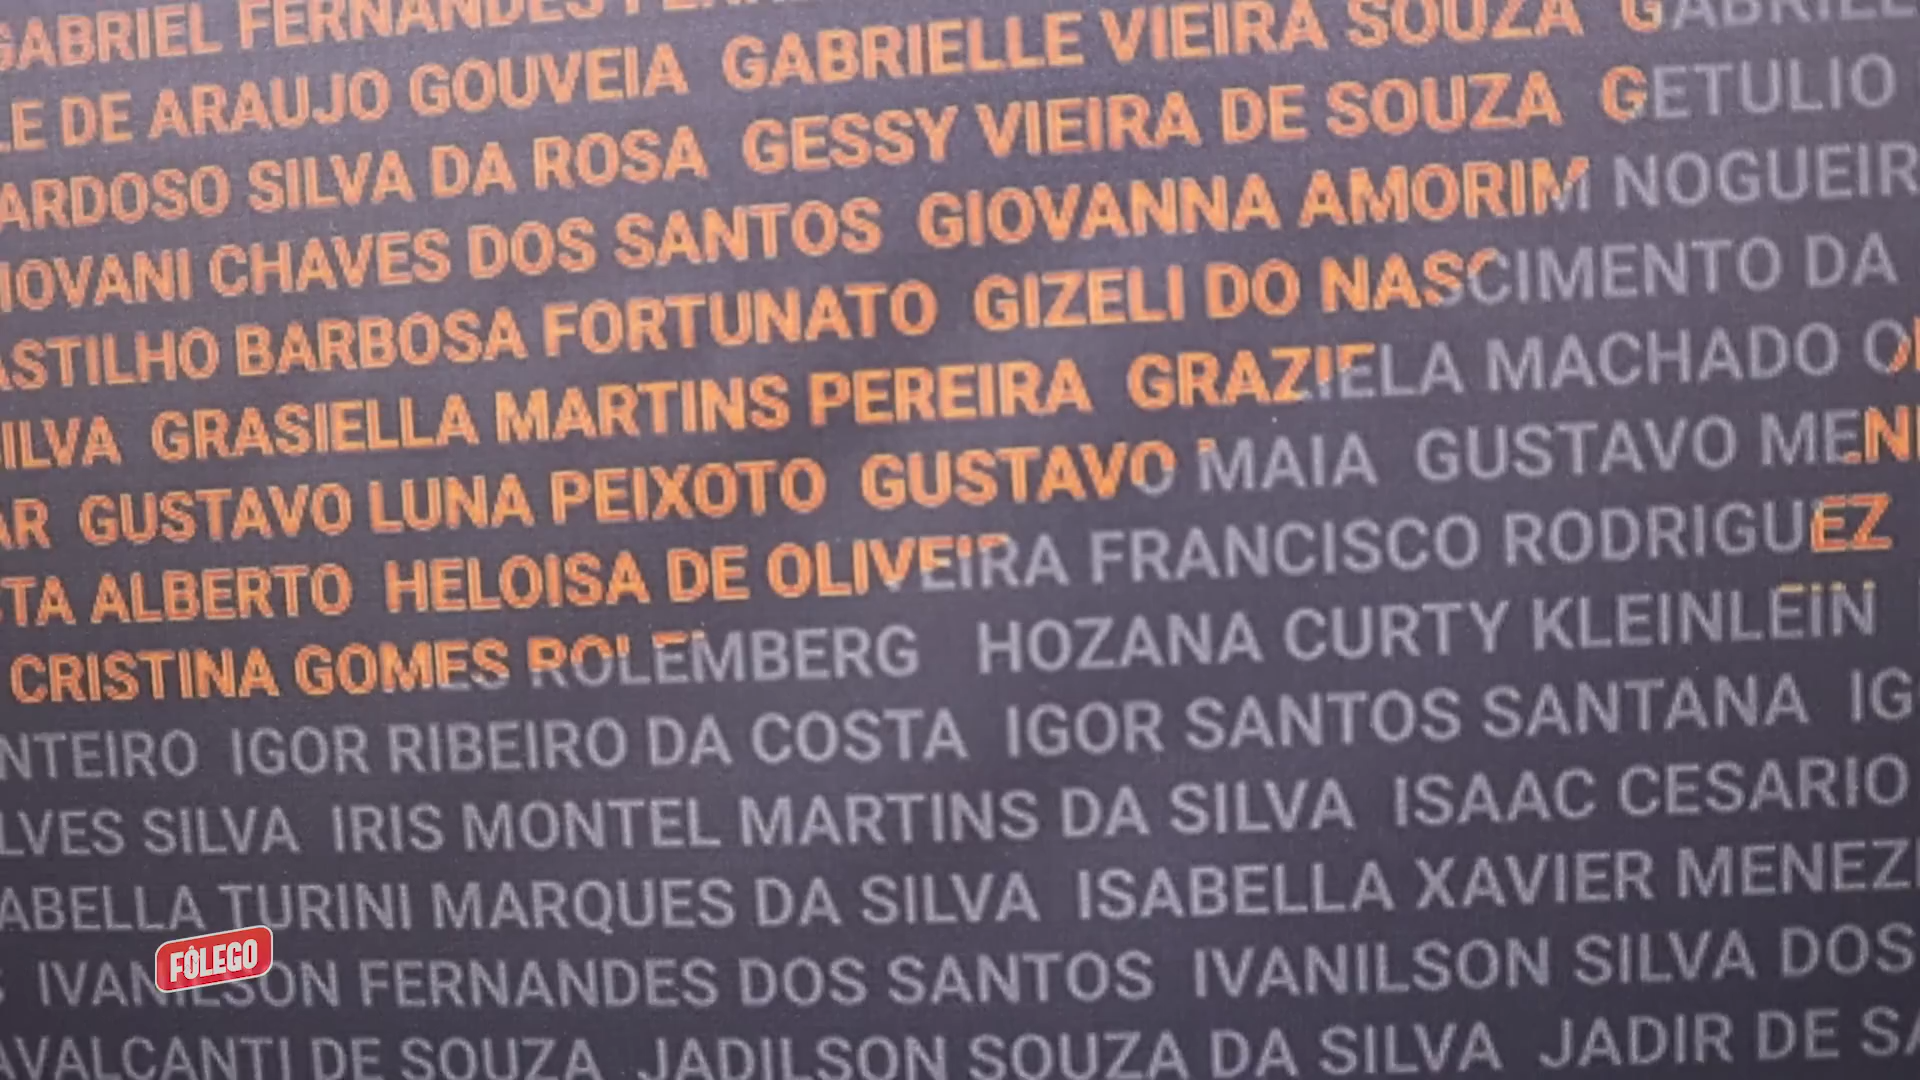 GABRIEL FERNANDES
LE DE ARAUJO GOUVEIA GABRIELLE VIEIRA SOUZA GABRIEL
ARDOSO SILVA DA ROSA GESSY VIEIRA DE SOUZA GETULIO
IOVANI CHAVES DOS SANTOS GIOVANNA AMORIM NOGUEIR
ASTILHO BARBOSA FORTUNATO GIZELI DO NASCIMENTO DA
ILVA GRASIELLA MARTINS PEREIRA GRAZIELA MACHADO
AR GUSTAVO LUNA PEIXOTO GUSTAVO MAIA GUSTAVO MEN
TA ALBERTO HELOISA DE OLIVEIRA FRANCISCO RODRIGUEZ
CRISTINA GOMES ROLEMBERG HOZANA CURTY KLEINLEIN
NTEIRO IGOR RIBEIRO DA COSTA IGOR SANTOS SANTANA IG
LVES SILVA IRIS MONTEL MARTINS DA SILVA ISAAC CESARIO
ABELLA TURINI MARQUES DA SILVA ISABELLA XAVIER MENEZ
IVANILSON FERNANDES DOS SANTOS IVANILSON SILVA DOS
AVALCANTI DE SOUZA JADILSON SOUZA DA SILVA JADIR DE SA
FÔLEGO